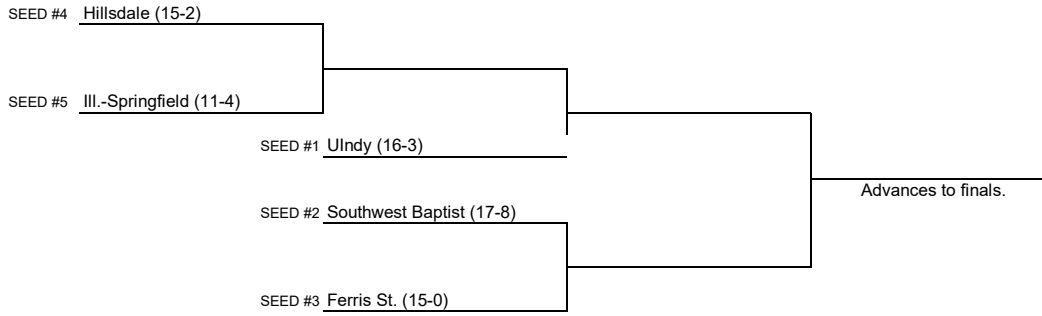 SEED #4 Hillsdale (15-2)
SEED #5 Ill.-Springfield (11-4)
SEED #1 UIndy (16-3)
Advances to finals.
SEED #2 Southwest Baptist (17-8)
SEED #3 Ferris St. (15-0)